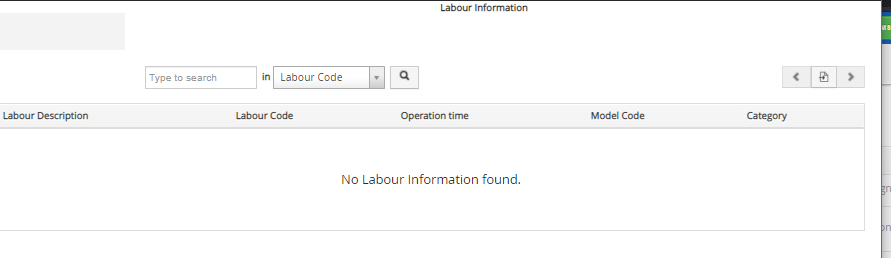 Labour Information
Type to search in Labour Code
Labour Description Labour Code Operation time Model Code Category
No Labour Information found.